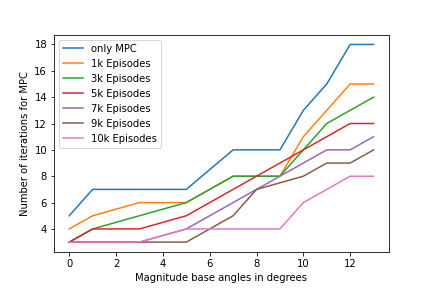 only MPC
1k Episodes
3k Episodes
5k Episodes
7k Episodes
9k Episodes
10k Episodes
18
16
14
12
10
8
6
4
Number of iterations for MPC
0 2 4 6 8 10 12
Magnitude base angles in degrees